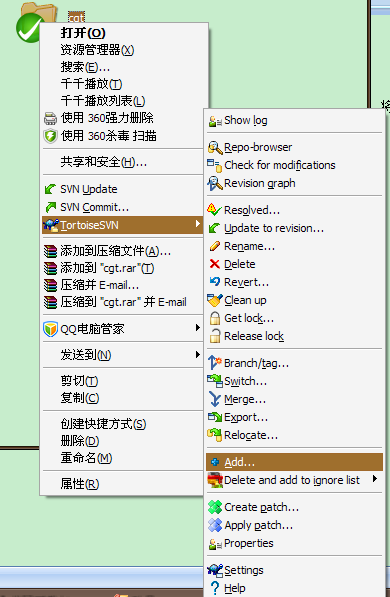 cgt
打开(O)
资源管理器(X)
搜索(E)...
千千播放(T)
千千播放列表(L)
使用 360强力删除
使用 360杀毒 扫描
共享和安全(H)...
SVN Update
SVN Commit...
TortoiseSVN
添加到压缩文件(A)...
添加到 "cgt.rar"(T)
压缩并 E-mail...
压缩到 "cgt.rar" 并 E-mail
QQ电脑管家
发送到(N)
剪切(T)
复制(C)
创建快捷方式(S)
删除(D)
重命名(M)
属性(R)
Show log
Repo-browser
Check for modifications
Revision graph
Resolved...
Update to revision...
Rename...
Delete
Revert...
Clean up
Get lock...
Release lock
Branch/tag...
Switch...
Merge...
Export...
Relocate...
Add...
Delete and add to ignore list
Create patch...
Apply patch...
Properties
Settings
Help